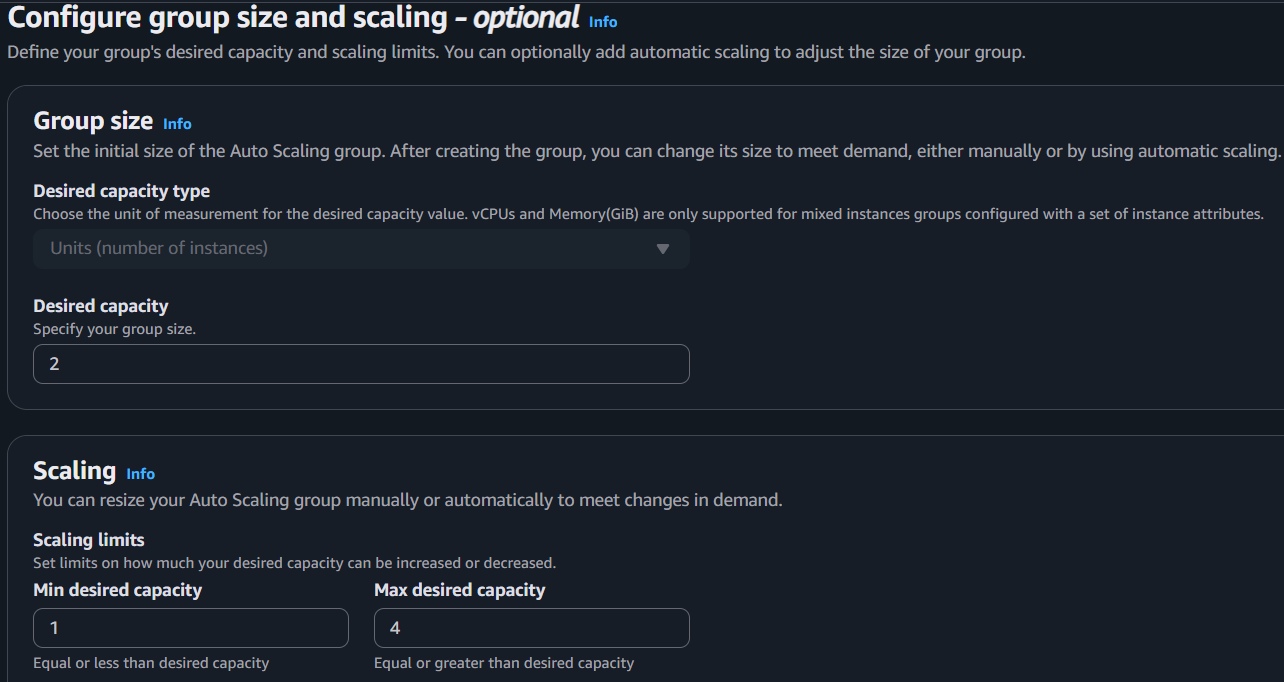 Configure group size and scaling - optional Info
Define your group's desired capacity and scaling limits. You can optionally add automatic scaling to adjust the size of your group.
Group size Info
Set the initial size of the Auto Scaling group. After creating the group, you can change its size to meet demand, either manually or by using automatic scaling.
Desired capacity type
Choose the unit of measurement for the desired capacity value. vCPUs and Memory(GiB) are only supported for mixed instances groups configured with a set of instance attributes.
Units (number of instances)
Desired capacity
Specify your group size.
2
Scaling Info
You can resize your Auto Scaling group manually or automatically to meet changes in demand.
Scaling limits
Set limits on how much your desired capacity can be increased or decreased.
Min desired capacity Max desired capacity
1 4
Equal or less than desired capacity Equal or greater than desired capacity